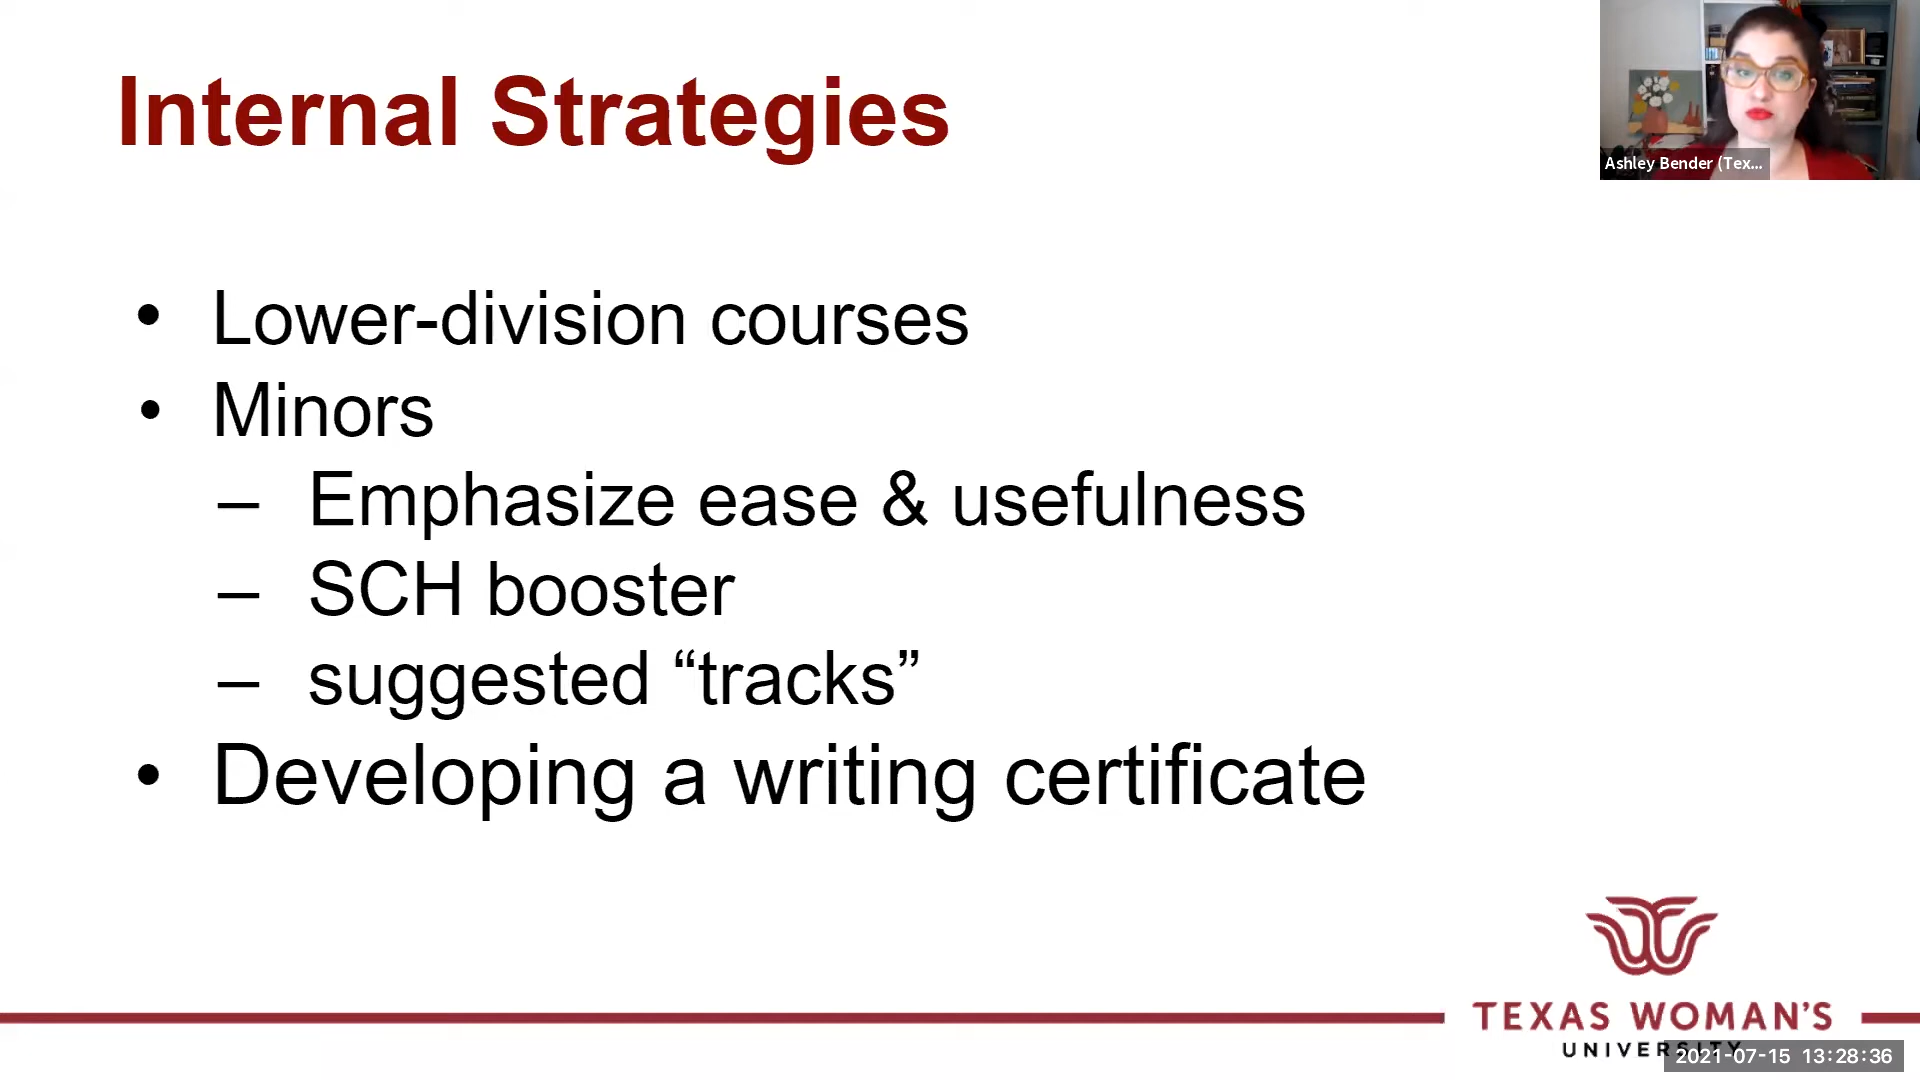 Internal Strategies
Ashley Bender (Tex...
• Lower-division courses
• Minors
– Emphasize ease & usefulness
– SCH booster
– suggested “tracks”
• Developing a writing certificate
TEXAS WOMAN'S
UNIVERSITY
2021-07-15 13:28:36